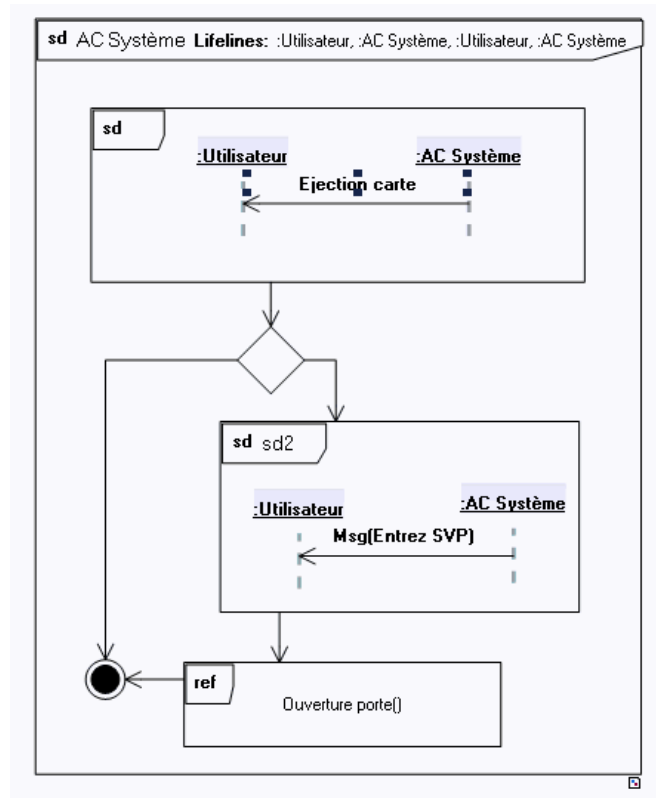 sd AC Système Lifelines: :Utilisateur, :AC Système, :Utilisateur, :AC Système
sd
:Utilisateur :AC Système
Ejection carte
sd sd2
:Utilisateur :AC Système
Msg(Entrez SVP)
ref
Ouverture porte()